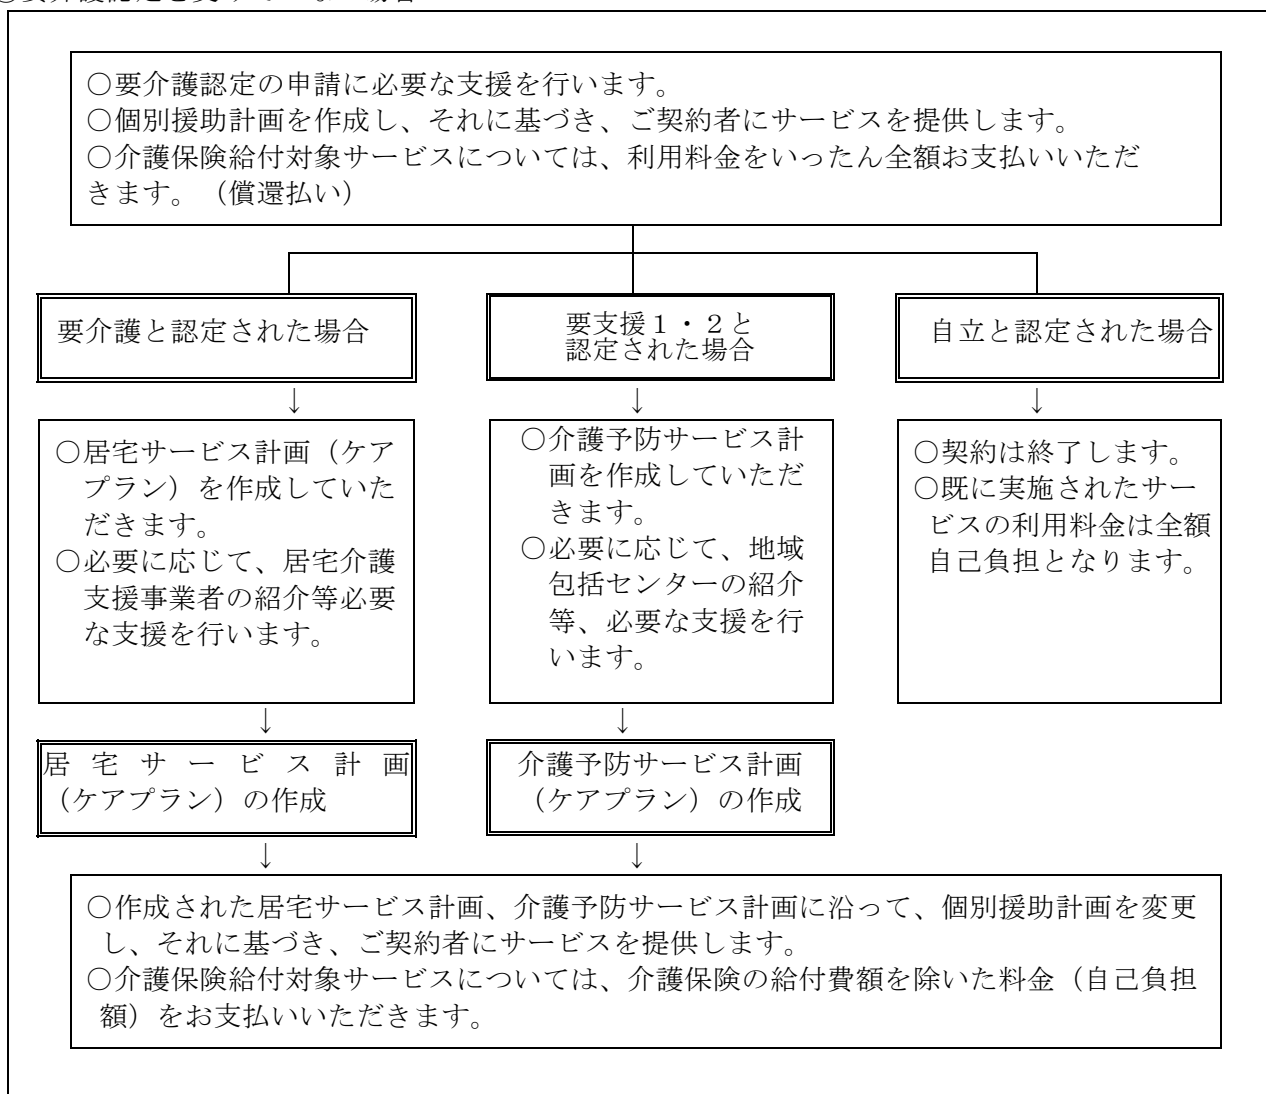 ○要介護認定の申請に必要な支援を行います。
○個別援助計画を作成し、それに基づき、ご契約者にサービスを提供します。
○介護保険給付対象サービスについては、利用料金をいったん全額お支払いいただ
きます。（償還払い）
要介護と認定された場合
要支援１・２と
認定された場合
自立と認定された場合
↓
↓
↓
○居宅サービス計画（ケア
プラン）を作成していた
だきます。
○必要に応じて、居宅介護
支援事業者の紹介等必要
な支援を行います。
○介護予防サービス計
画を作成していただ
きます。
○必要に応じて、地域
包括センターの紹介
等、必要な支援を行
います。
○契約は終了します。
○既に実施されたサー
ビスの利用料金は全額
自己負担となります。
↓
↓
居宅サービス計画
（ケアプラン）の作成
介護予防サービス計画
（ケアプラン）の作成
↓
↓
○作成された居宅サービス計画、介護予防サービス計画に沿って、個別援助計画を変更
し、それに基づき、ご契約者にサービスを提供します。
○介護保険給付対象サービスについては、介護保険の給付費額を除いた料金（自己負担
額）をお支払いいただきます。